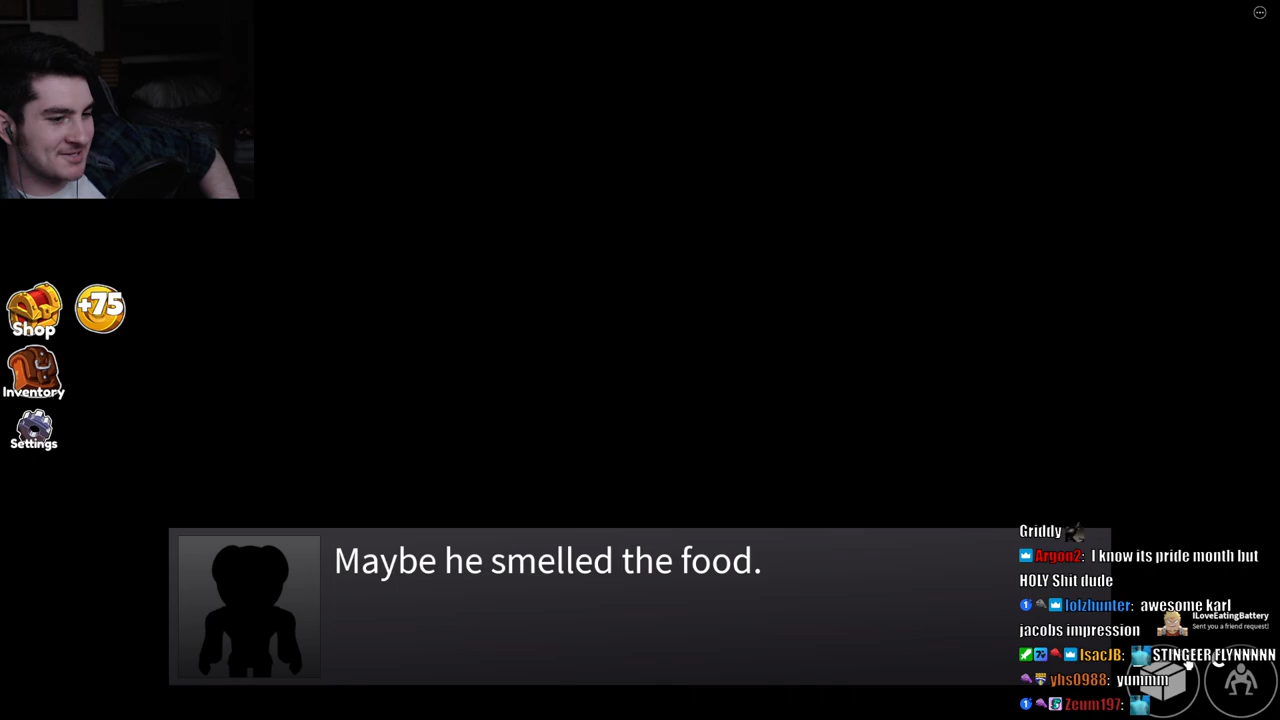 +75
Shop
Inventory
Settings
Maybe he smelled the food.
Griddy
Argon2: I know its pride month but
HOLY Shit dude
lolzhunter: awesome karl
jacobs impression
ILoveEatingBattery
Sent you a friend request!
IsacJB: STINGEER FLYNNNNN
yhs0988: yummm
Zeum197: